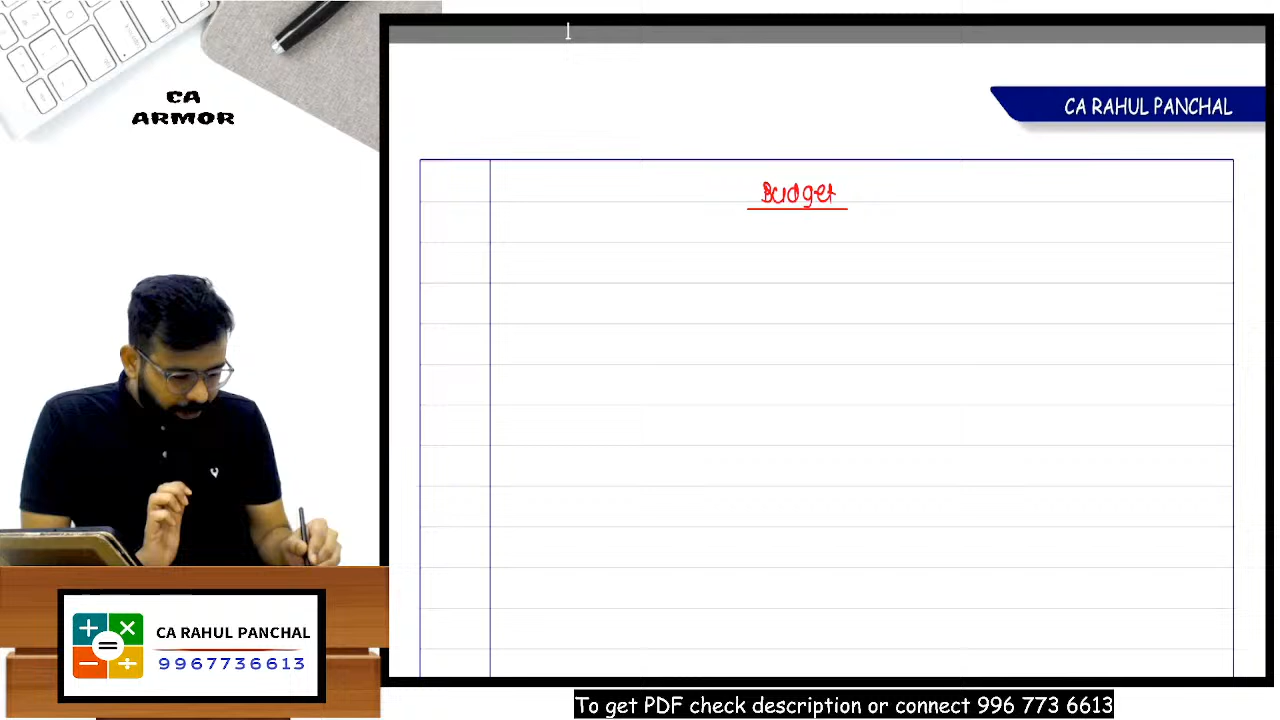 CA
ARMOR
CA RAHUL PANCHAL
Budget
CA RAHUL PANCHAL
9967736613
To get PDF check description or connect 996 773 6613